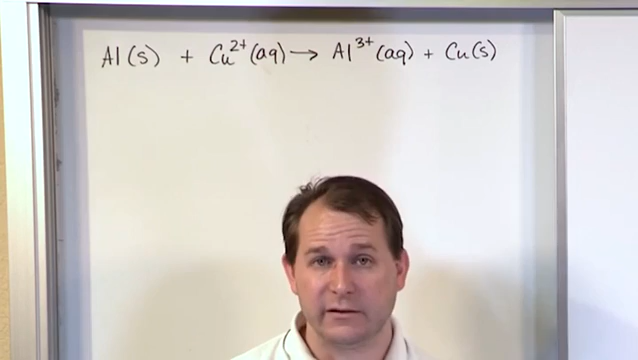 Al(s) + Cu²⁺(aq) → Al³⁺(aq) + Cu(s)